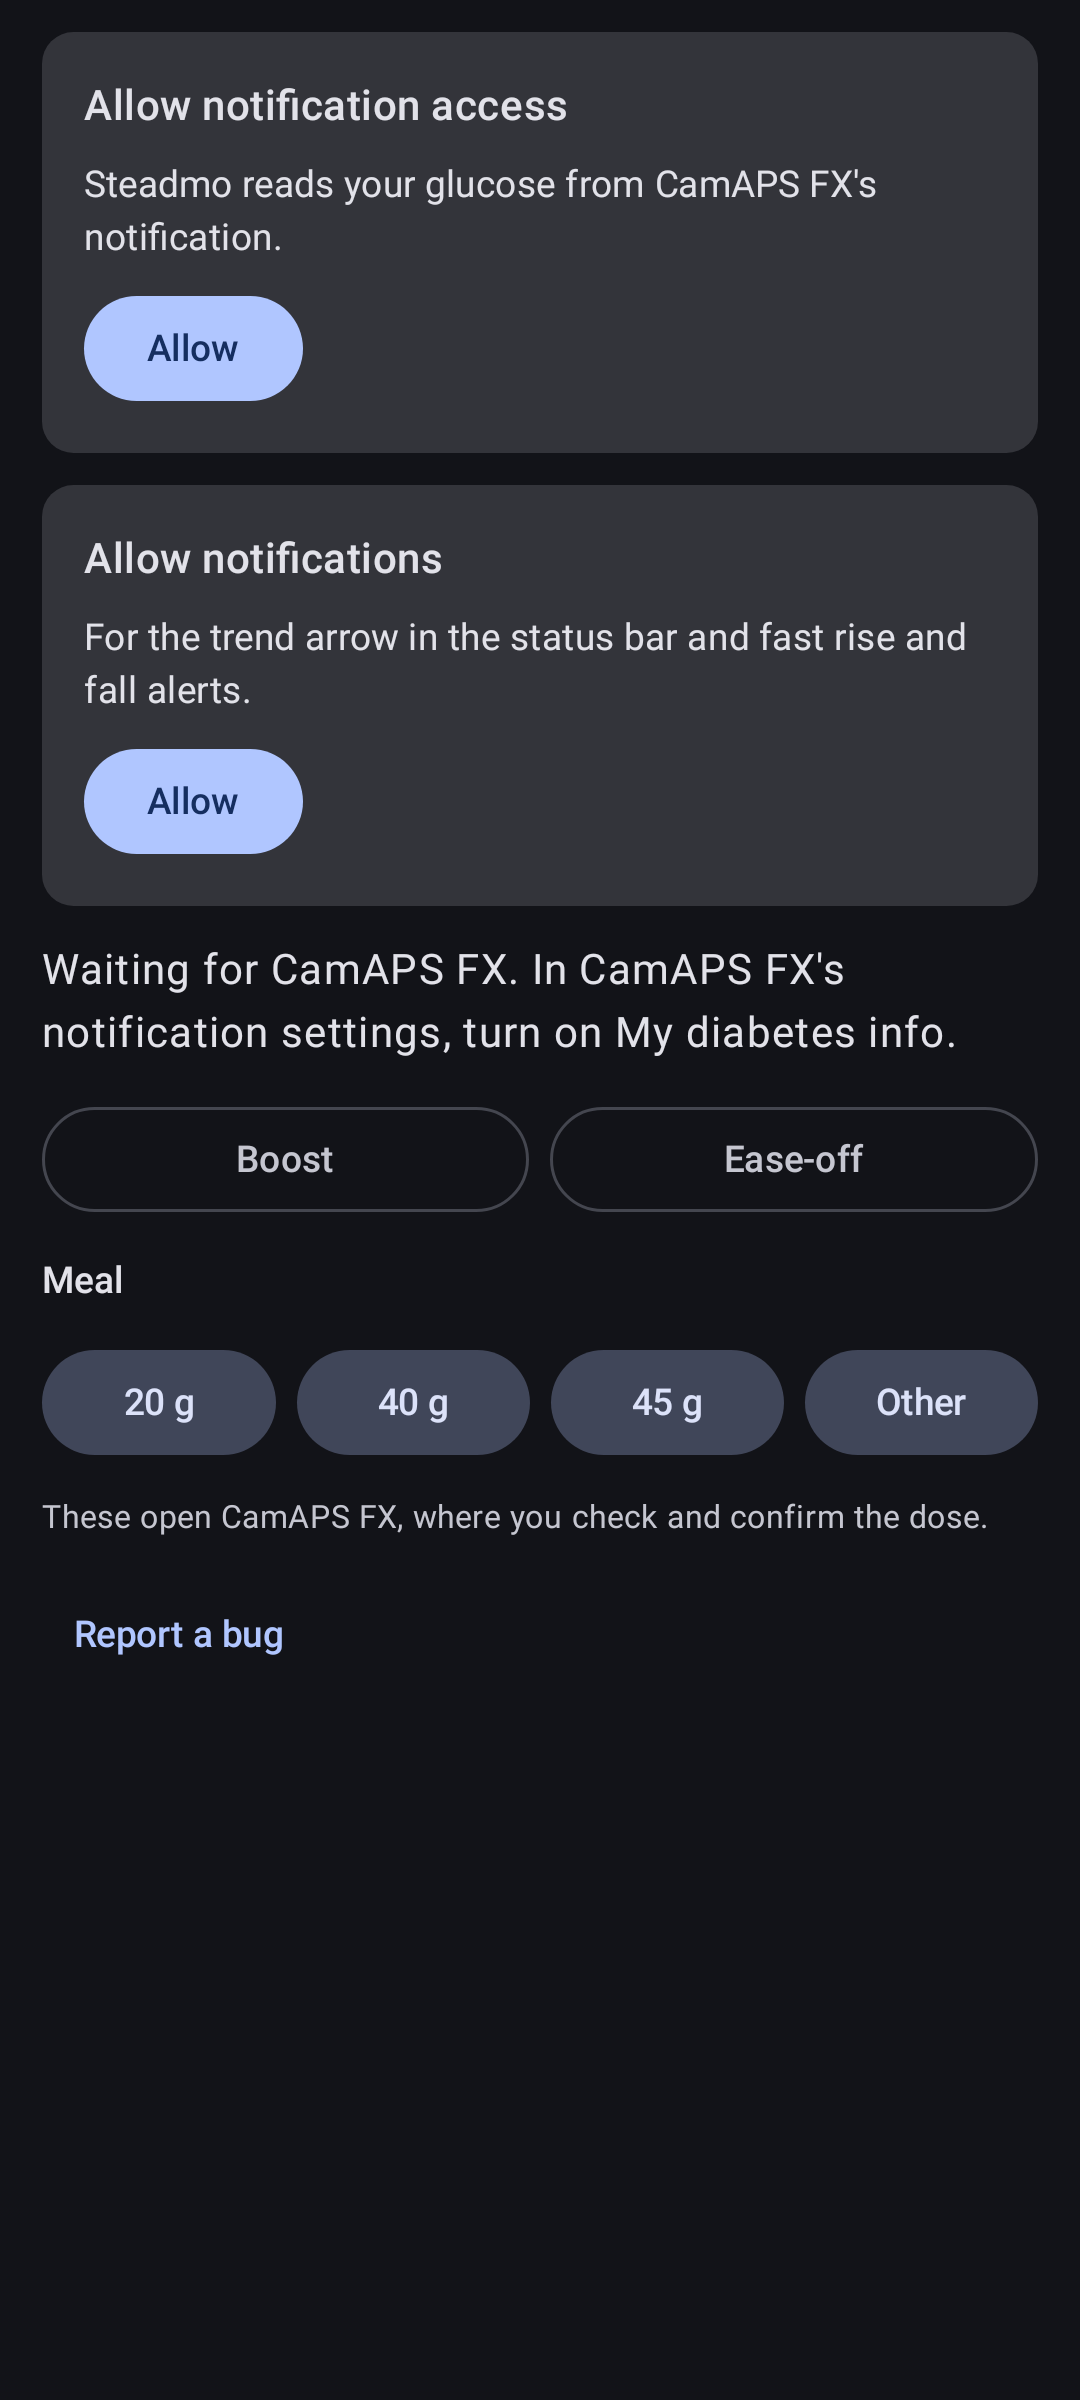 Allow notification access
Steadmo reads your glucose from CamAPS FX's
notification.
Allow
Allow notifications
For the trend arrow in the status bar and fast rise and
fall alerts.
Allow
Waiting for CamAPS FX. In CamAPS FX's
notification settings, turn on My diabetes info.
Boost
Ease-off
Meal
20 g
40 g
45 g
Other
These open CamAPS FX, where you check and confirm the dose.
Report a bug